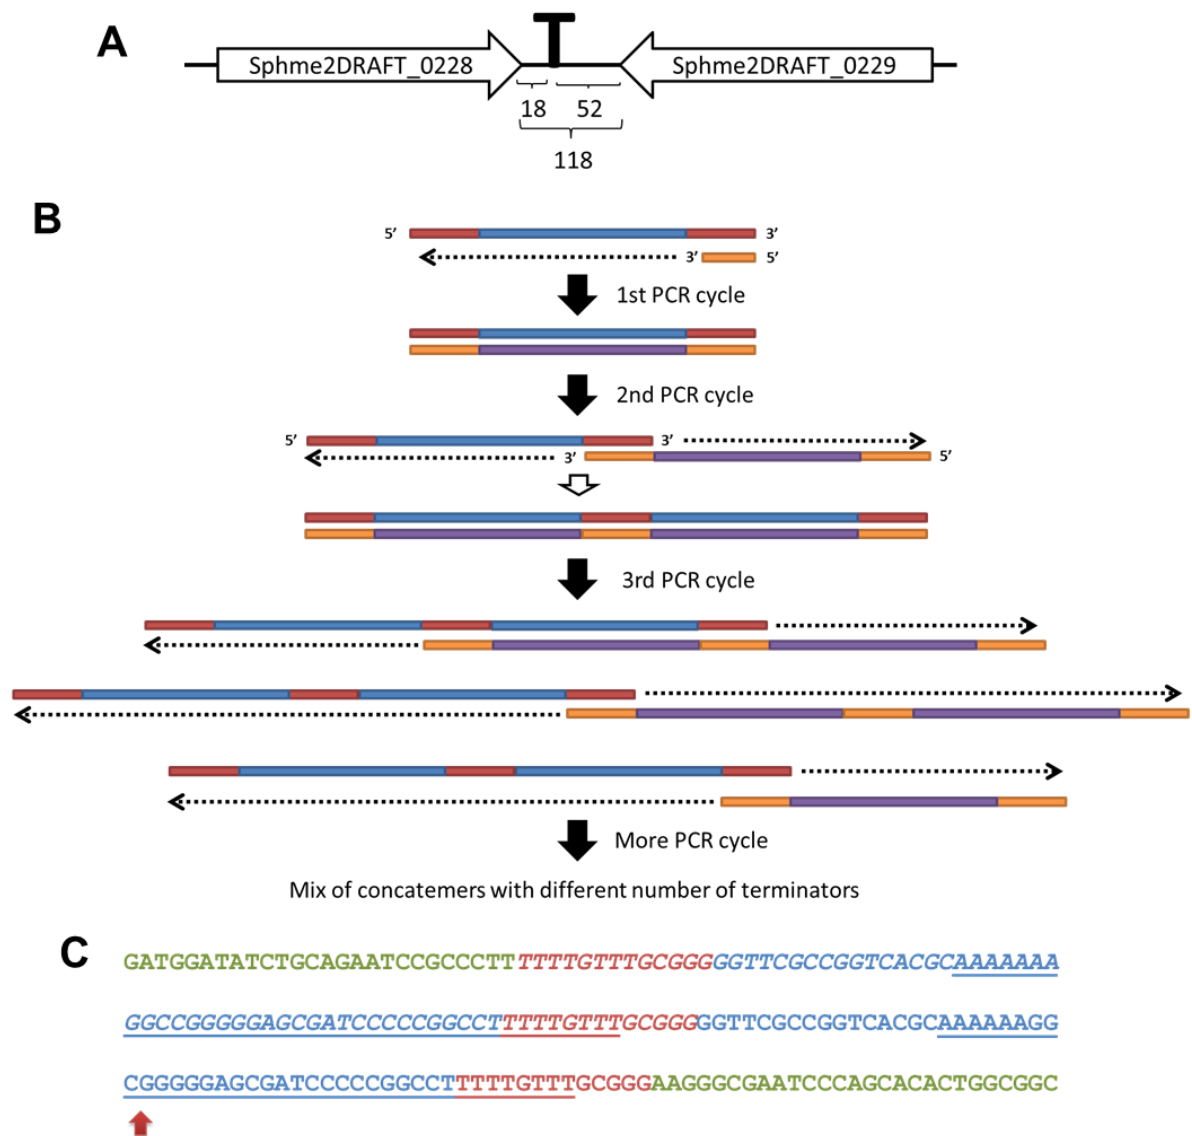 A
Sphme2DRAFT_0228
Sphme2DRAFT_0229
18
52
118
B
5’
3’
3’
5’
1st PCR cycle
2nd PCR cycle
5’
3’
3’
5’
3rd PCR cycle
More PCR cycle
Mix of concatemers with different number of terminators
C
GATGGATATCTGCAGAATCCGCCCTTTTTTGTTTGCGGGGGTTCGCCGGTCACGCAAAAAAA
GGCCGGGGGAGCGATCCCCCGGCCTTTTTGTTTGCGGGGGTTCGCCGGTCACGCAAAAAAGG
CGGGGGAGCGATCCCCCGGCCTTTTTGTTTGCGGGAAGGGCGAATCCCAGCACACTGGCGGC